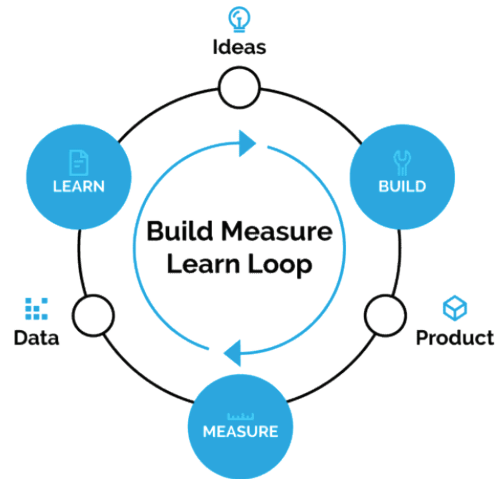 Ideas
LEARN
BUILD
Build Measure
Learn Loop
Data
Product
MEASURE